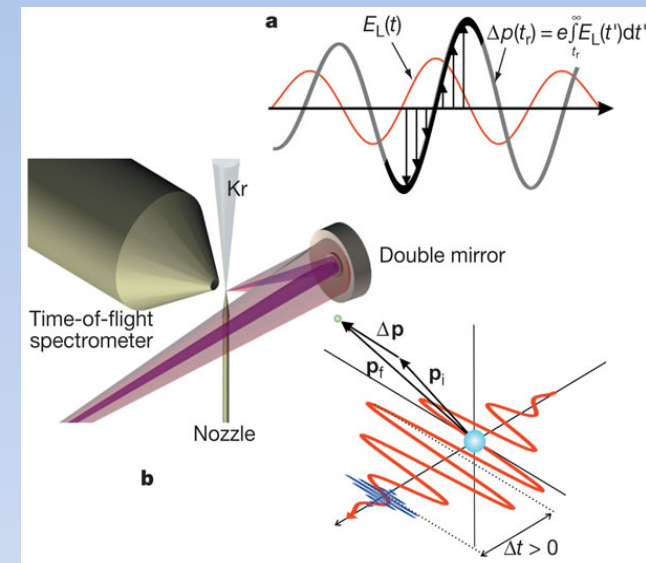 a
E_L(t)
Δp(t_r) = e∫_{t_r}^{∞}E_L(t')dt'
Kr
Double mirror
Time-of-flight
spectrometer
Δp
p_f
p_i
Nozzle
b
Δt > 0